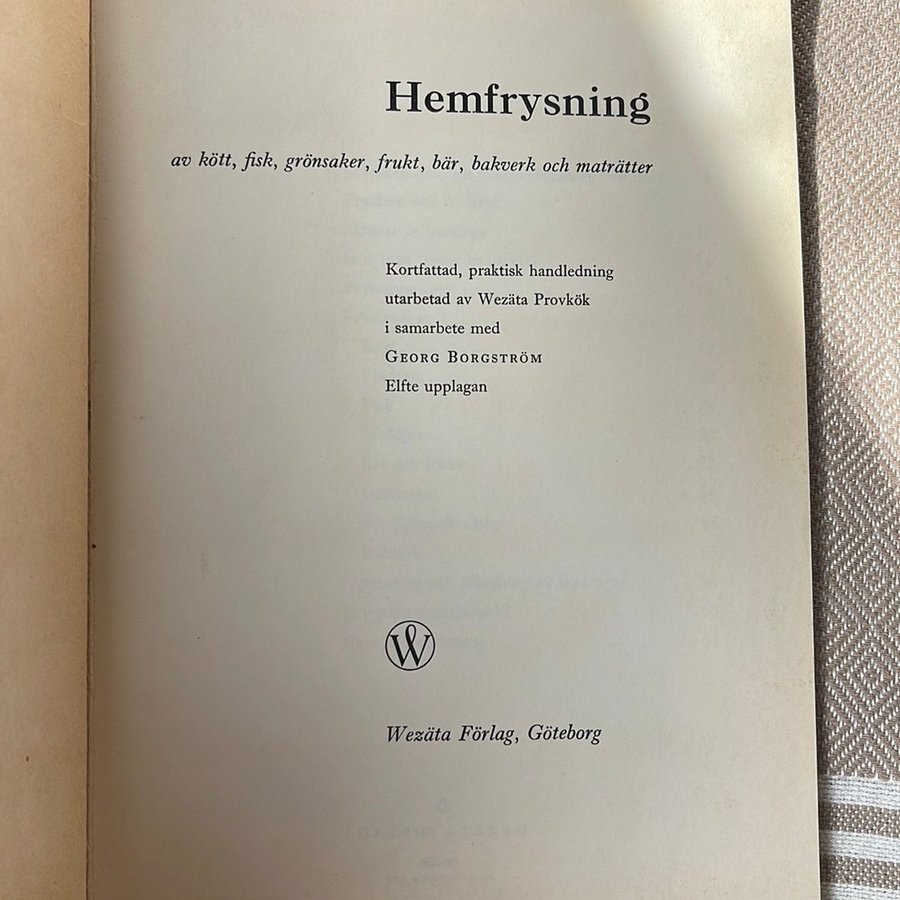 Hemfrysning
av kött, fisk, grönsaker, frukt, bär, bakverk och maträtter
Kortfattad, praktisk handledning
utarbetad av Wezäta Provkök
i samarbete med
GEORG BORGSTRÖM
Elfte upplagan
W
Wezäta Förlag, Göteborg